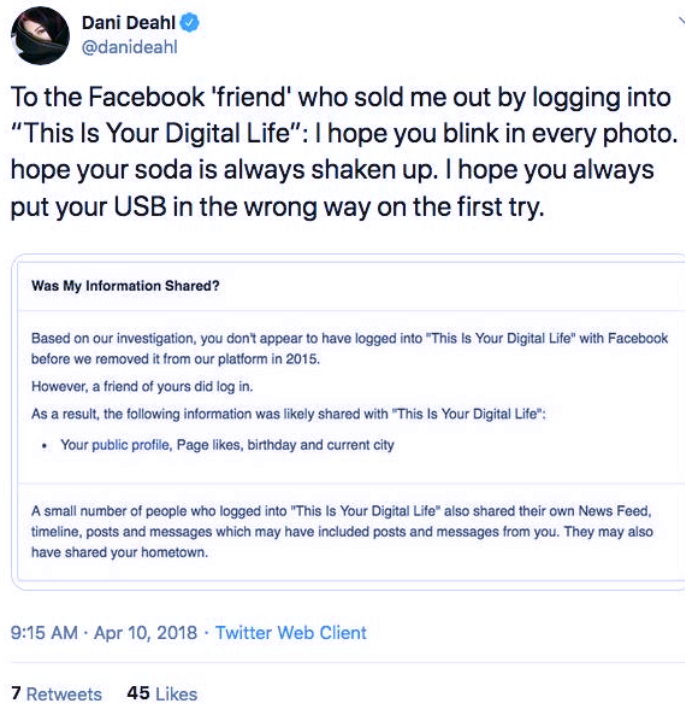 Dani Deahl
@danideahl
To the Facebook 'friend' who sold me out by logging into
“This Is Your Digital Life”: I hope you blink in every photo.
hope your soda is always shaken up. I hope you always
put your USB in the wrong way on the first try.
Was My Information Shared?
Based on our investigation, you don't appear to have logged into "This Is Your Digital Life" with Facebook
before we removed it from our platform in 2015.
However, a friend of yours did log in.
As a result, the following information was likely shared with "This Is Your Digital Life":
• Your public profile, Page likes, birthday and current city
A small number of people who logged into "This Is Your Digital Life" also shared their own News Feed,
timeline, posts and messages which may have included posts and messages from you. They may also
have shared your hometown.
9:15 AM · Apr 10, 2018 · Twitter Web Client
7 Retweets 45 Likes